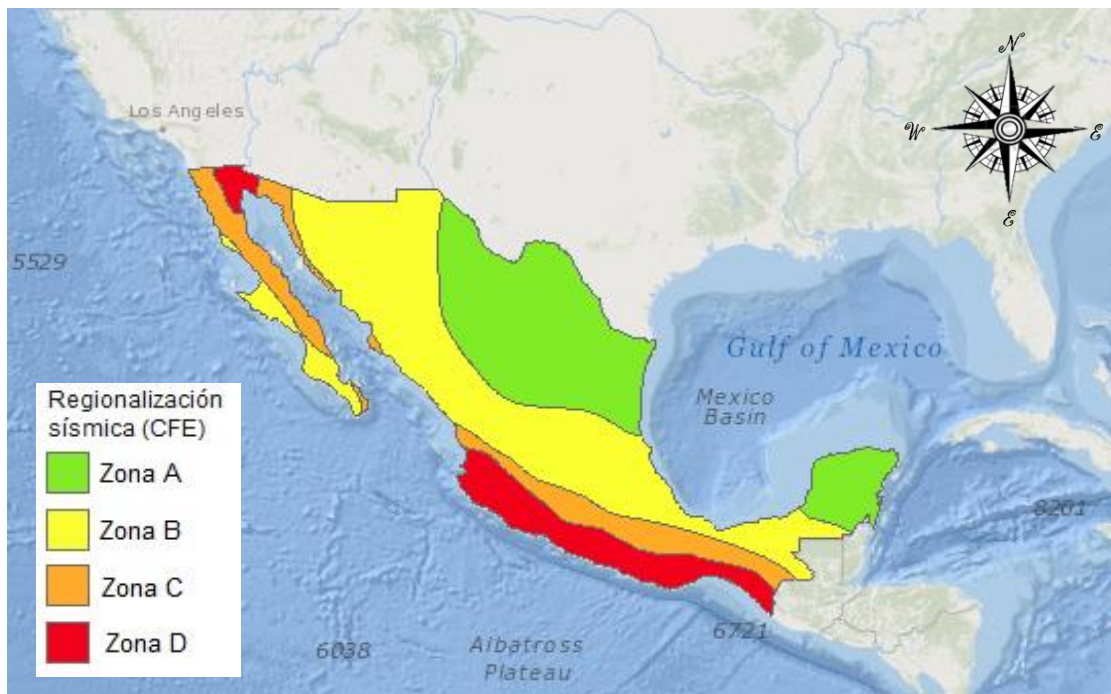 N
W
E
E
Los Angeles
5529
Gulf of Mexico
Mexico
Basin
Regionalización
sísmica (CFE)
Zona A
Zona B
Zona C
Zona D
8201
6721
6038
Albatross
Plateau